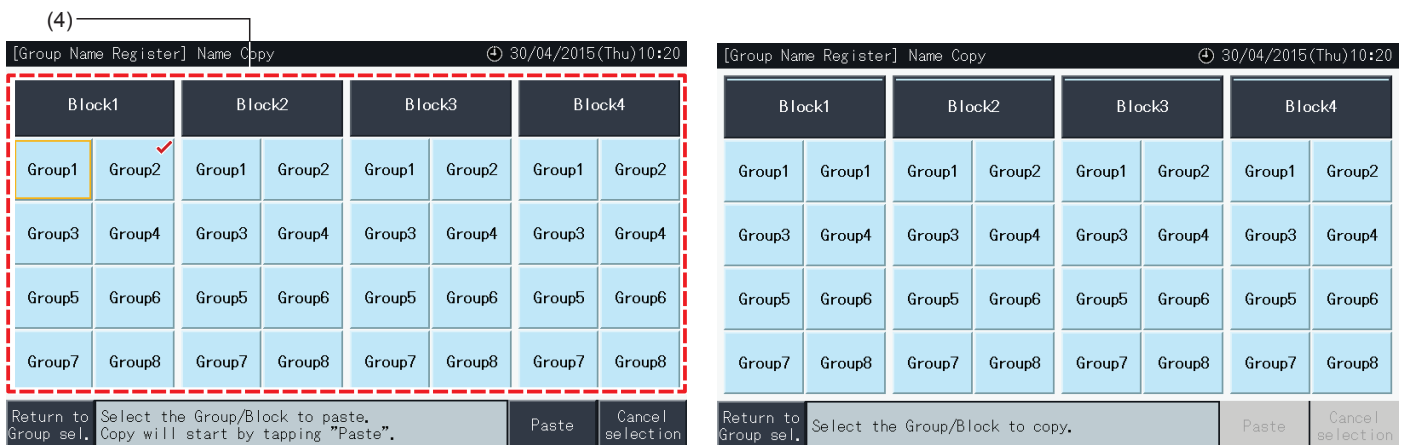 (4)
[Group Name Register] Name Copy 30/04/2015(Thu)10:20
Block1 Block2 Block3 Block4
Group1 Group2 Group1 Group2 Group1 Group2 Group1 Group2
Group3 Group4 Group3 Group4 Group3 Group4 Group3 Group4
Group5 Group6 Group5 Group6 Group5 Group6 Group5 Group6
Group7 Group8 Group7 Group8 Group7 Group8 Group7 Group8
Return to
Group sel.
Select the Group/Block to paste.
Copy will start by tapping "Paste".
Paste
Cancel
selection
[Group Name Register] Name Copy 30/04/2015(Thu)10:20
Block1 Block2 Block3 Block4
Group1 Group1 Group1 Group2 Group1 Group2 Group1 Group2
Group3 Group4 Group3 Group4 Group3 Group4 Group3 Group4
Group5 Group6 Group5 Group6 Group5 Group6 Group5 Group6
Group7 Group8 Group7 Group8 Group7 Group8 Group7 Group8
Return to
Group sel.
Select the Group/Block to copy.
Paste
Cancel
selection